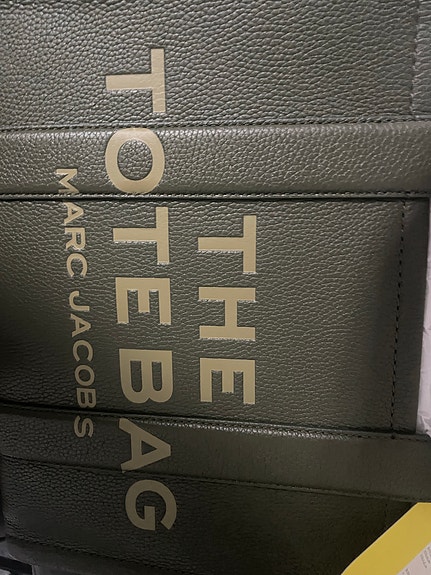 THE
TOTE BAG
MARC JACOBS